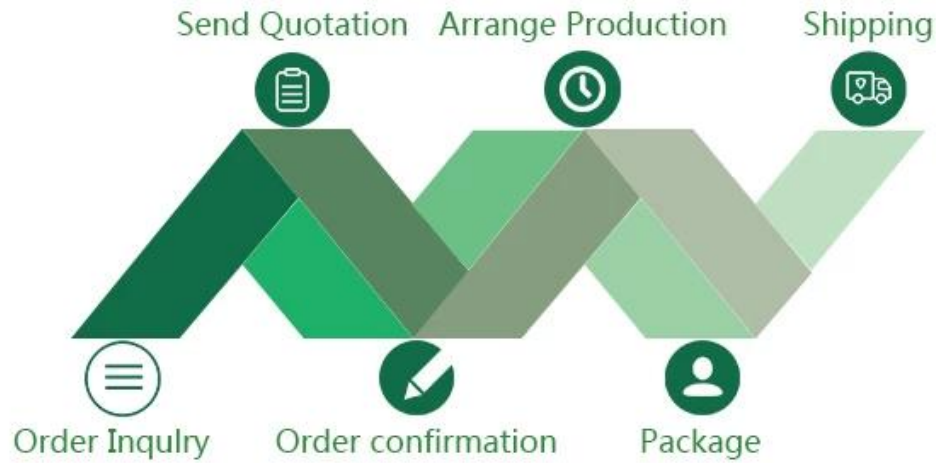 Send Quotation
Arrange Production
Shipping
Order Inqulry
Order confirmation
Package